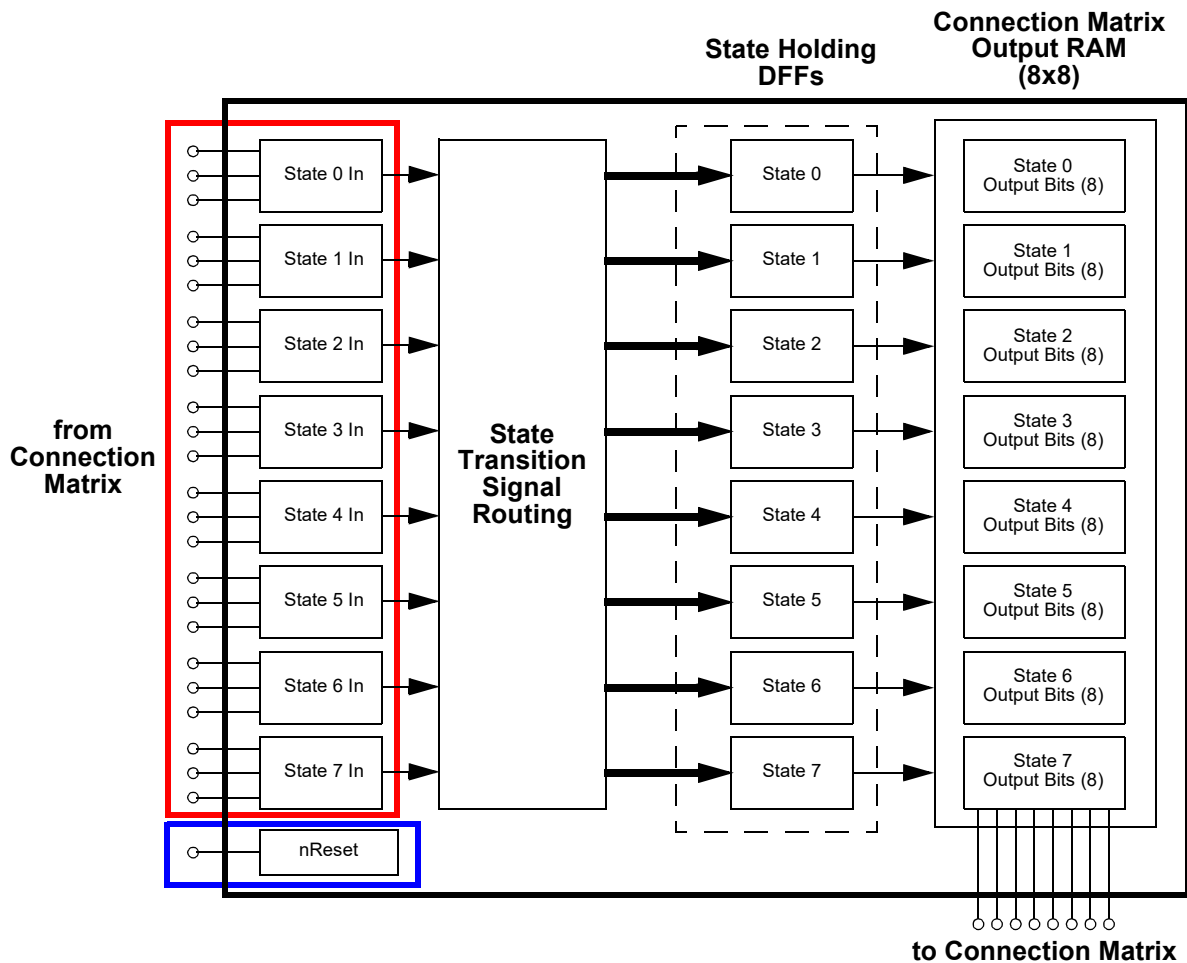 Connection Matrix
Output RAM
(8x8)
State Holding
DFFs
from
Connection
Matrix
State 0 In
State 1 In
State 2 In
State 3 In
State 4 In
State 5 In
State 6 In
State 7 In
nReset
State
Transition
Signal
Routing
State 0
State 1
State 2
State 3
State 4
State 5
State 6
State 7
State 0
Output Bits (8)
State 1
Output Bits (8)
State 2
Output Bits (8)
State 3
Output Bits (8)
State 4
Output Bits (8)
State 5
Output Bits (8)
State 6
Output Bits (8)
State 7
Output Bits (8)
to Connection Matrix